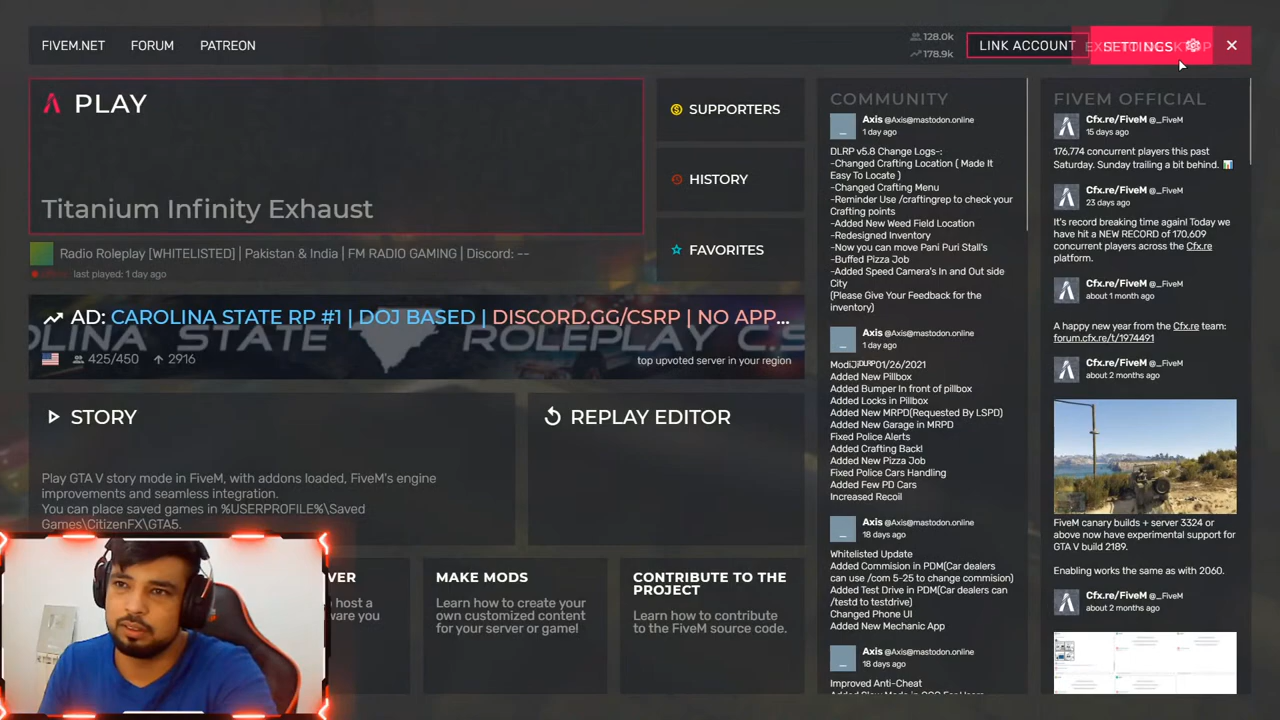 FIVEM.NET
FORUM
PATREON
128.0k
178.9k
LINK ACCOUNT
SETTINGS
PLAY
Titanium Infinity Exhaust
Radio Roleplay [WHITELISTED] | Pakistan & India | FM RADIO GAMING | Discord: --
last played: 1 day ago
SUPPORTERS
HISTORY
FAVORITES
AD: CAROLINA STATE RP #1 | DOJ BASED | DISCORD.GG/CSRP | NO APP...
425/450
2916
top upvoted server in your region
STORY
Play GTA V story mode in FiveM, with addons loaded, FiveM's engine
improvements and seamless integration.
You can place saved games in %USERPROFILE%\Saved
Games\CitizenFX\GTA5.
REPLAY EDITOR
MAKE MODS
Learn how to create your
own customized content
for your server or game!
CONTRIBUTE TO THE
PROJECT
Learn how to contribute
to the FiveM source code.
COMMUNITY
Axis @Axis@mastodon.online
1 day ago
DLRP v5.8 Change Logs-:
-Changed Crafting Location ( Made It
Easy To Locate )
-Changed Crafting Menu
-Reminder Use /craftingrep to check your
Crafting points
-Added New Weed Field Location
-Redesigned Inventory
-Now you can move Pani Puri Stall's
-Buffed Pizza Job
-Added Speed Camera's In and Out side
City
(Please Give Your Feedback for the
inventory)
Axis @Axis@mastodon.online
1 day ago
01/26/2021
Added New Pillbox
Added Bumper In front of pillbox
Added Locks in Pillbox
Added New MRPD(Requested By LSPD)
Added New Garage in MRPD
Fixed Police Alerts
Added Crafting Back!
Added New Pizza Job
Fixed Police Cars Handling
Added Few PD Cars
Increased Recoil
Axis @Axis@mastodon.online
18 days ago
Whitelisted Update
Added Commision in PDM(Car dealers
can use /com 5-25 to change commision)
Added Test Drive in PDM(Car dealers can
/testd to testdrive)
Changed Phone UI
Added New Mechanic App
Axis @Axis@mastodon.online
18 days ago
Improved Anti-Cheat
FIVEM OFFICIAL
Cfx.re/FiveM @_FiveM
15 days ago
176,774 concurrent players this past
Saturday. Sunday trailing a bit behind.
Cfx.re/FiveM @_FiveM
23 days ago
It's record breaking time again! Today we
have hit a NEW RECORD of 170,609
concurrent players across the Cfx.re
platform.
Cfx.re/FiveM @_FiveM
about 1 month ago
A happy new year from the Cfx.re team:
forum.cfx.re/t/1974491
Cfx.re/FiveM @_FiveM
about 2 months ago
FiveM canary builds + server 3324 or
above now have experimental support for
GTA V build 2189.
Enabling works the same as with 2060.
Cfx.re/FiveM @_FiveM
about 2 months ago